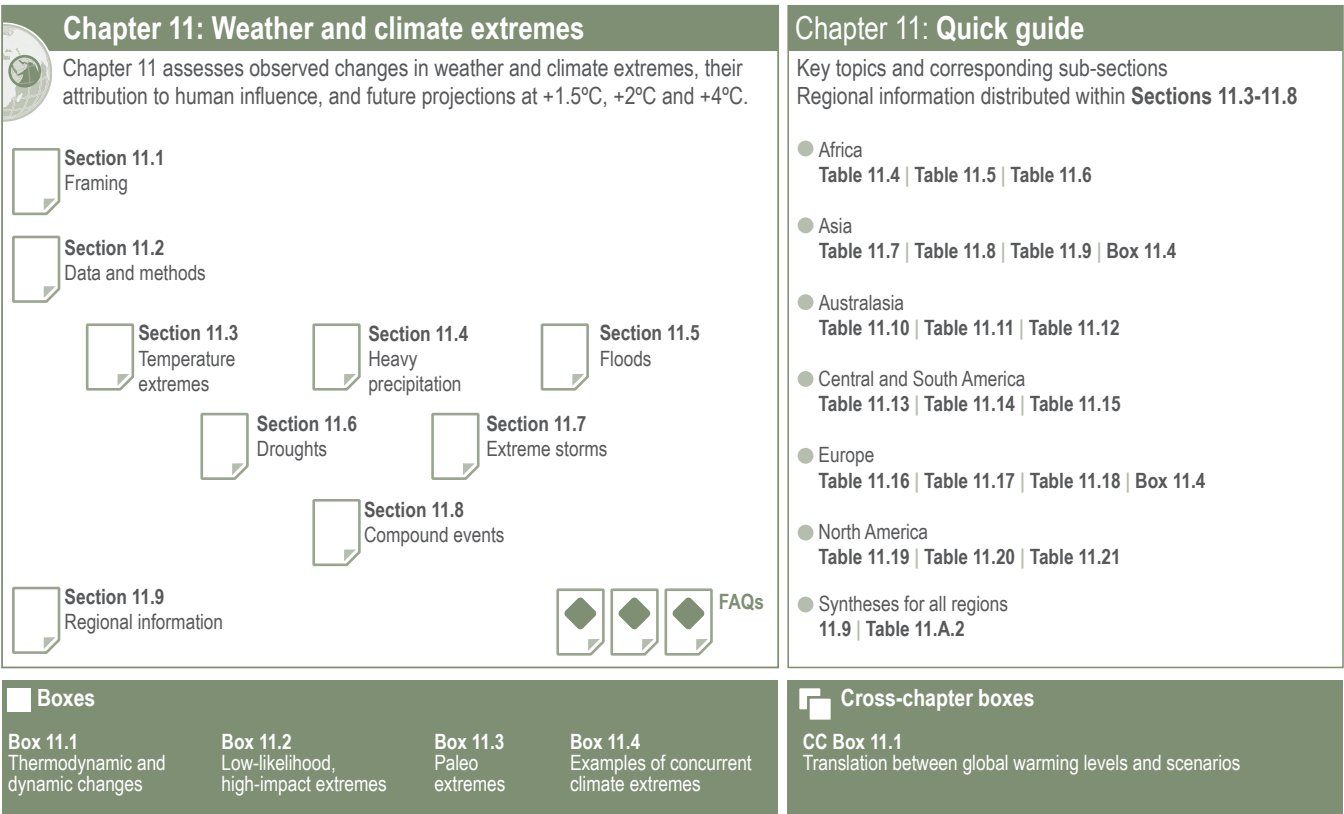 Chapter 11: Weather and climate extremes
Chapter 11 assesses observed changes in weather and climate extremes, their
attribution to human influence, and future projections at +1.5ºC, +2ºC and +4ºC.
Section 11.1
Framing
Section 11.2
Data and methods
Section 11.3
Temperature
extremes
Section 11.4
Heavy
precipitation
Section 11.5
Floods
Section 11.6
Droughts
Section 11.7
Extreme storms
Section 11.8
Compound events
Section 11.9
Regional information
FAQs
Chapter 11: Quick guide
Key topics and corresponding sub-sections
Regional information distributed within Sections 11.3-11.8
Africa
Table 11.4 | Table 11.5 | Table 11.6
Asia
Table 11.7 | Table 11.8 | Table 11.9 | Box 11.4
Australasia
Table 11.10 | Table 11.11 | Table 11.12
Central and South America
Table 11.13 | Table 11.14 | Table 11.15
Europe
Table 11.16 | Table 11.17 | Table 11.18 | Box 11.4
North America
Table 11.19 | Table 11.20 | Table 11.21
Syntheses for all regions
11.9 | Table 11.A.2
Boxes
Box 11.1
Thermodynamic and
dynamic changes
Box 11.2
Low-likelihood,
high-impact extremes
Box 11.3
Paleo
extremes
Box 11.4
Examples of concurrent
climate extremes
Cross-chapter boxes
CC Box 11.1
Translation between global warming levels and scenarios